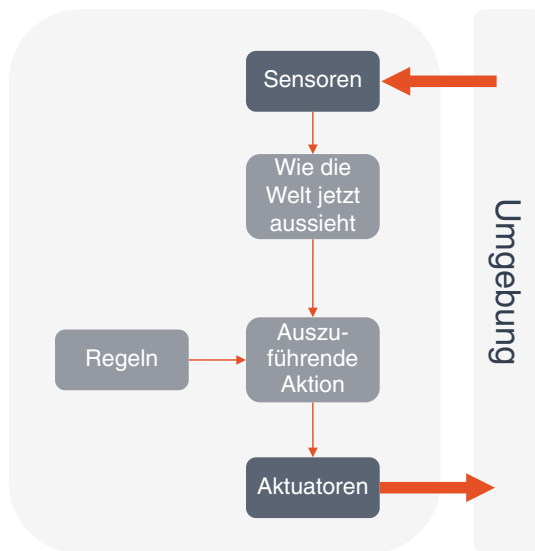 Sensoren
Wie die
Welt jetzt
aussieht
Umgebung
Regeln
Auszu-
führende
Aktion
Aktuatoren